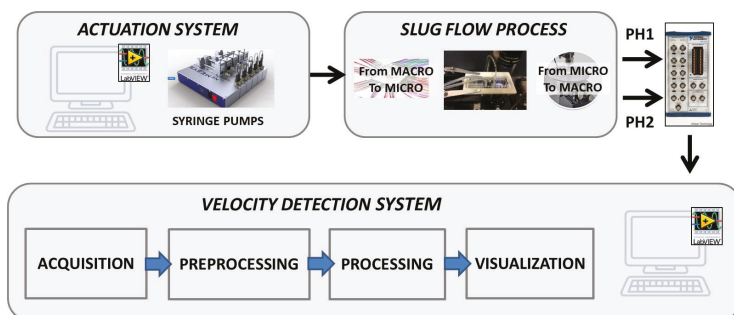 ACTUATION SYSTEM
LabVIEW
SYRINGE PUMPS
SLUG FLOW PROCESS
From MACRO
To MICRO
From MICRO
To MACRO
PH1
PH2
VELOCITY DETECTION SYSTEM
ACQUISITION
PREPROCESSING
PROCESSING
VISUALIZATION
LabVIEW